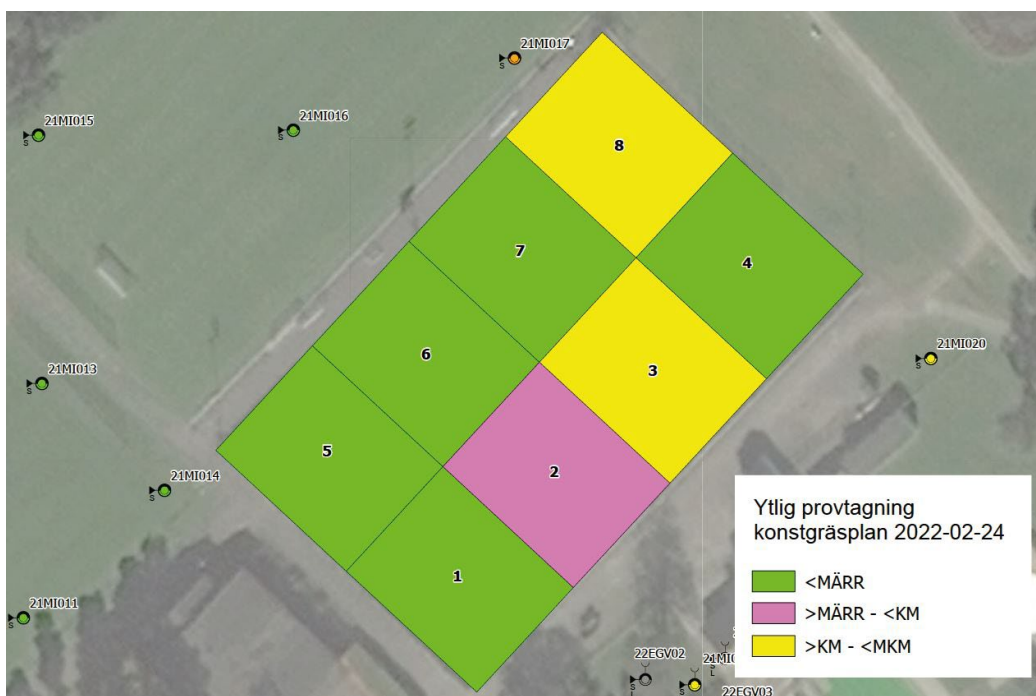 21MI017
S
21MI016
S
21MI015
S
8
7
4
21MI020
S
6
3
21MI013
S
5
2
21MI014
S
1
21MI011
S
22EGV02
S
L
21MI0
22EGV03
Ytlig provtagning
konstgräsplan 2022-02-24
<MÄRR
>MÄRR - <KM
>KM - <MKM